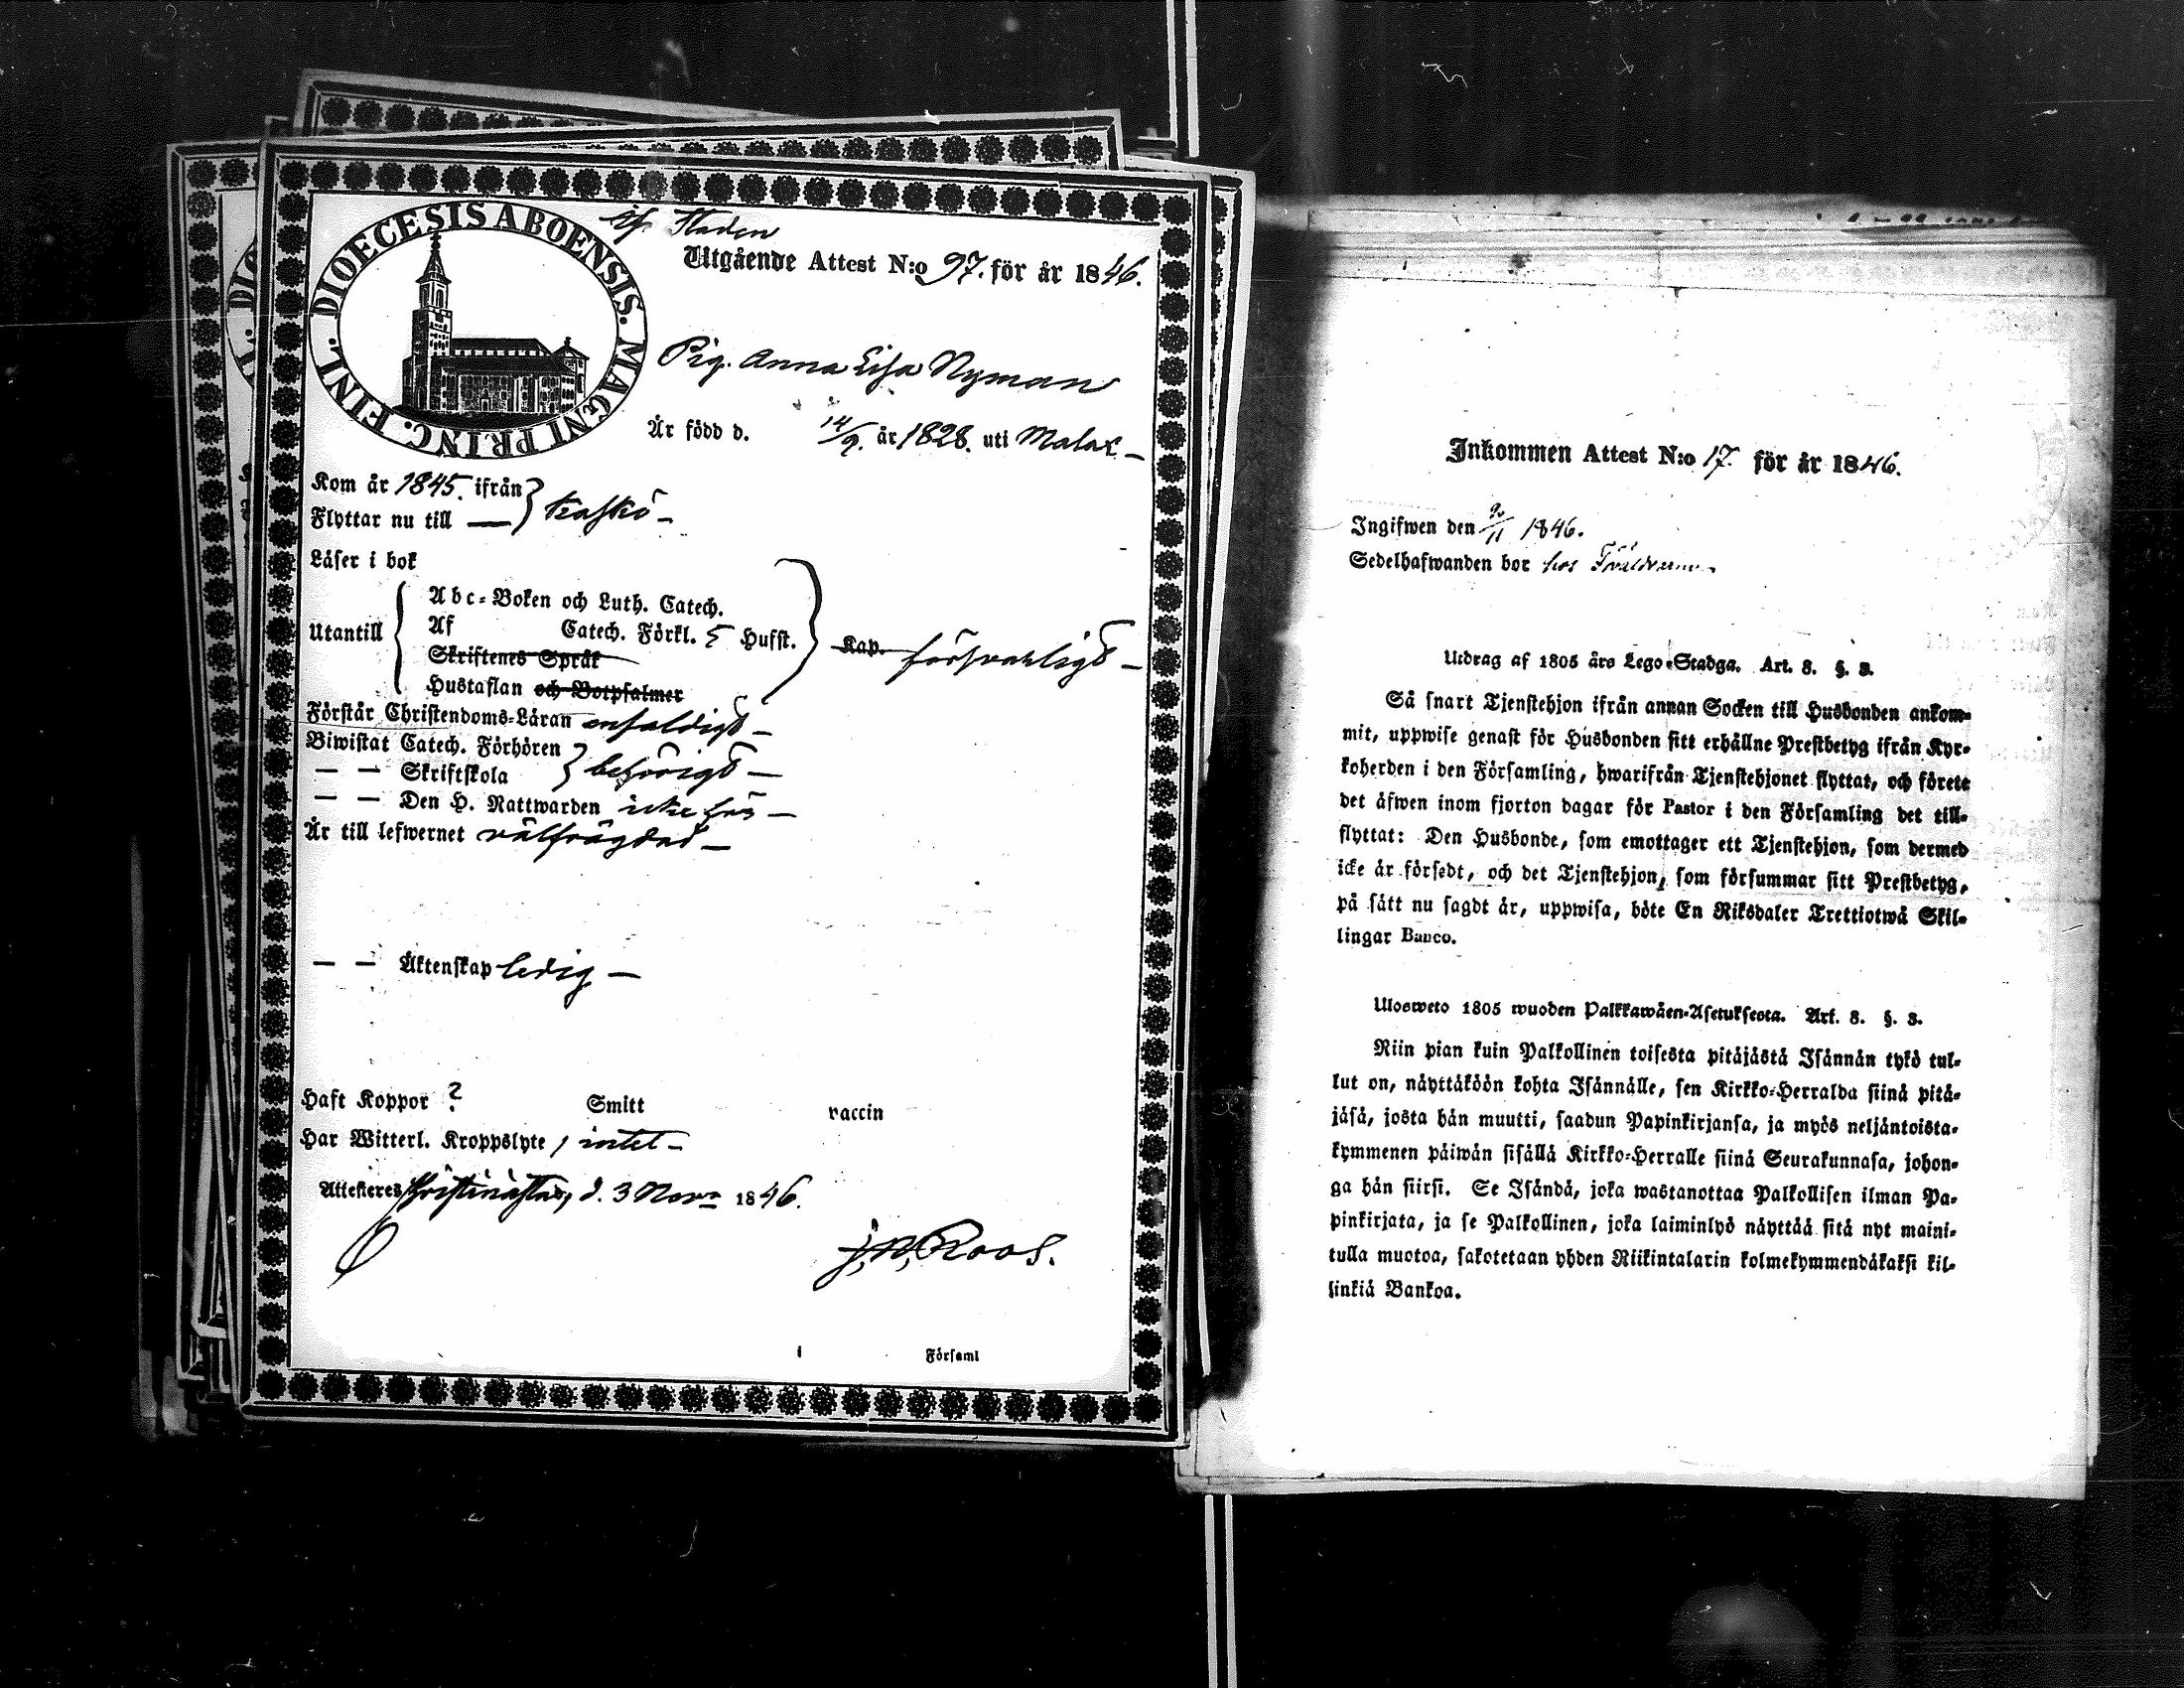 DIOECESIS ABOENSIS. MAGNI PRINC. FINL.
Staden
Utgående Attest N:o 97. för år 1846.
Pig. Anna Lisa Nyman
Är född d. 14/9. år 1828. uti Malax
Kom år 1845. ifrån
Flyttar nu till — } Kaskö –
Läser i bok
Utantill
Abc-Boken och Luth. Catech.
Af Catech. Förkl. 5 Hufst.
Skriftenes Språk
Hustaflan och Botpsalmer
Kap. försvarligt –
Förstår Christendoms-Läran enfaldigt –
Biwistat Catech. Förhören
— — Skriftskola } behörigt –
— — Den H. Nattwarden icke här –
Är till lefwernet välfrägdad –
— — Äktenskap ledig –
Haft Koppor ? Smitt vaccin
Har Witterl. Kroppslyte / intet –
Attesteres Kristinæstad, d. 3 Nov. 1846.
J. W. Roos.
Församl
Inkommen Attest N:o 17. för år 1846.
Ingifwen den 9/11 1846.
Sedelhafwanden bor hos Föräldrarne
Utdrag af 1805 års Lego-Stadga. Art. 8. §. 3.
Så snart Tjenstehjon ifrån annan Socken till Husbonden ankom-
mit, uppwise genast för Husbonden sitt erhållne Prestbetyg ifrån Kyr-
koherden i den Församling, hwarifrån Tjenstehjonet flyttat, och förete
det äfwen inom fjorton dagar för Pastor i den Församling det till-
flyttat: Den Husbonde, som emottager ett Tjenstehjon, som dermed
icke är försedt, och det Tjenstehjon, som försummar sitt Prestbetyg,
på sätt nu sagdt är, uppwisa, böte En Riksdaler Trettiotwå Skil-
lingar Banco.
Ulosweto 1805 wuoden Palkkawäen-Asetuksesta. Art. 8. §. 3.
Niin pian kuin Palkollinen toisesta pitäjästä Isännän tykö tul-
lut on, näyttäköön kohta Isännälle, sen Kirkko-Herralda siinä pitä-
jäsä, josta hän muutti, saadun Papinkirjansa, ja myös neljäntoista-
kymmenen päiwän sisällä Kirkko-Herralle siinä Seurakunnasa, johon-
ga hän siirsi. Se Isändä, joka wastanottaa Palkollisen ilman Pa-
pinkirjata, ja se Palkollinen, joka laiminlyö näyttää sitä nyt maini-
tulla muotoa, sakotetaan yhden Riikintalarin kolmekymmendäkaksi kil-
linkiä Bankoa.